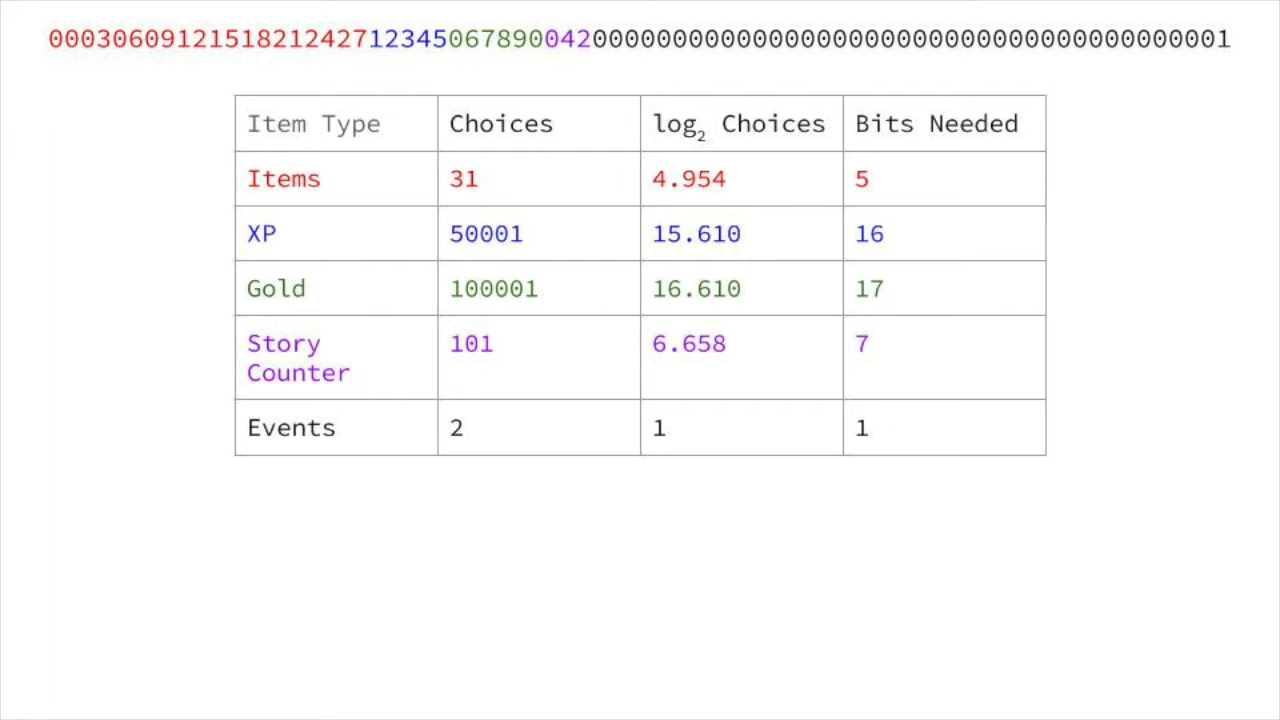 00030609121518212427123450678900420000000000000000000000000000000000000001
Item Type Choices log₂ Choices Bits Needed
Items 31 4.954 5
XP 50001 15.610 16
Gold 100001 16.610 17
Story 101 6.658 7
Counter
Events 2 1 1